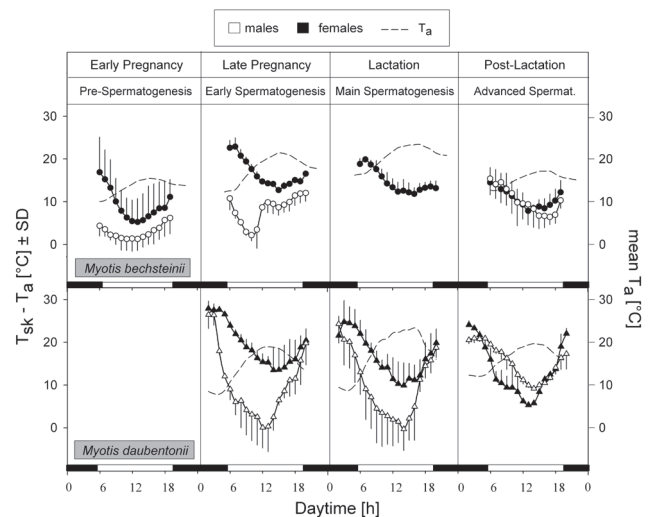 males females Ta
Early Pregnancy Late Pregnancy Lactation Post-Lactation
Pre-Spermatogenesis Early Spermatogenesis Main Spermatogenesis Advanced Spermat.
30 30
20 20
10 10
0 0
Myotis bechsteinii
Tsk - Ta [°C] ± SD
mean Ta [°C]
30 30
20 20
10 10
0 0
Myotis daubentonii
0 6 12 18 0 6 12 18 0 6 12 18 0 6 12 18 0
Daytime [h]